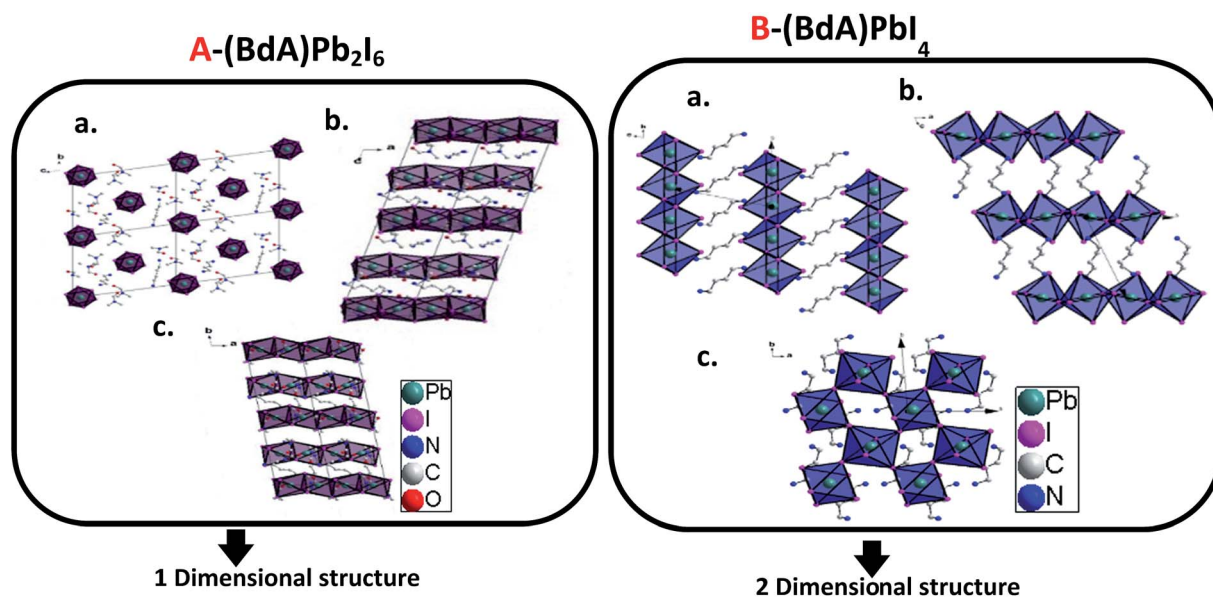 A-(BdA)Pb₂I₆
a.
b
c
b.
a
c.
b
a
Pb
I
N
C
O
1 Dimensional structure
B-(BdA)PbI₄
a.
b.
a
c
c.
b
a
Pb
I
C
N
2 Dimensional structure